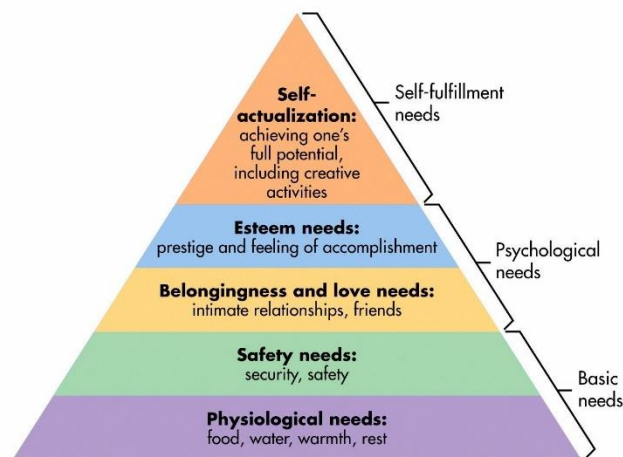 Self-
actualization:
achieving one's
full potential,
including creative
activities
Self-fulfillment
needs
Esteem needs:
prestige and feeling of accomplishment
Belongingness and love needs:
intimate relationships, friends
Psychological
needs
Safety needs:
security, safety
Physiological needs:
food, water, warmth, rest
Basic
needs